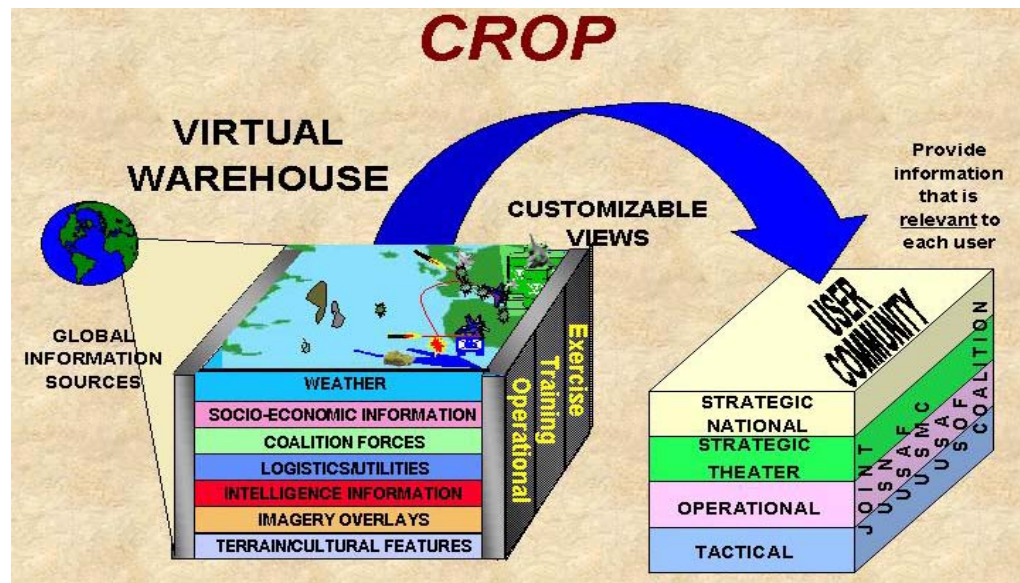 CROP
VIRTUAL
WAREHOUSE
CUSTOMIZABLE
VIEWS
Provide
information
that is
relevant to
each user
GLOBAL
INFORMATION
SOURCES
WEATHER
SOCIO-ECONOMIC INFORMATION
COALITION FORCES
LOGISTICS/UTILITIES
INTELLIGENCE INFORMATION
IMAGERY OVERLAYS
TERRAIN/CULTURAL FEATURES
Operational
Training
Exercise
USER
COMMUNITY
STRATEGIC
NATIONAL
STRATEGIC
THEATER
OPERATIONAL
TACTICAL
JOINT
USN
USAF
USMC
USA
SOF
COALITION